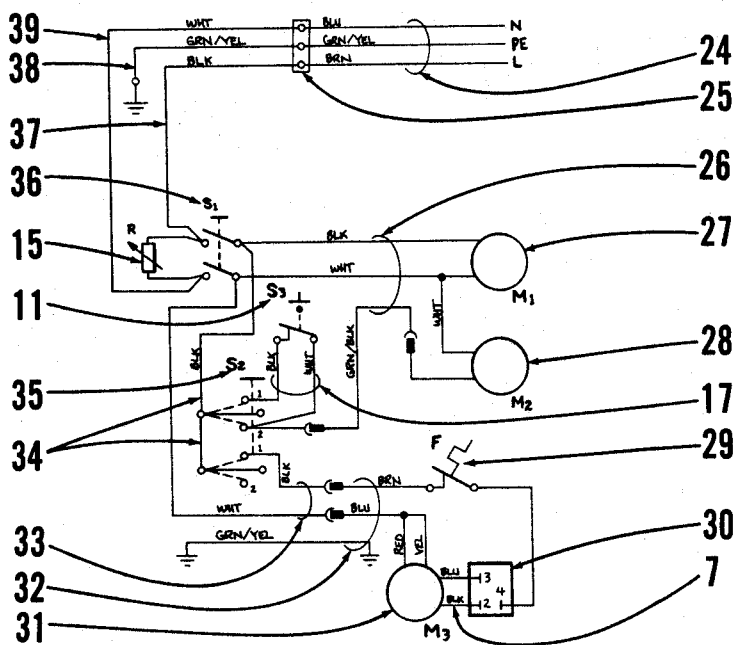 39 WHT BLU N 24
GRN/YEL GRN/YEL PE
38 BLK BRN L
25
37
26
36 S1
R BLK 27
15 WHT
M1
S3
11 WHT 28
GRN/BLK
BLK BLK WHT
35 S2 M2
1 17
34 2 F 29
1
BLK BRN
2
WHT BLU
33 GRN/YEL 30
RED YEL
32 BLU 3 4 7
BLK 2
31 M3